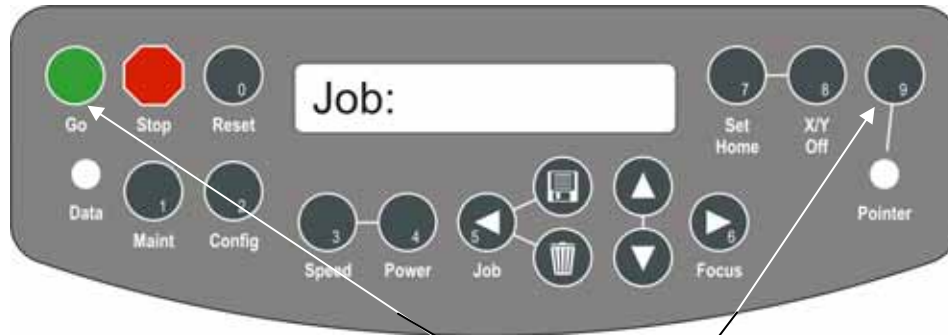 Job:
0
7
8
9
Go
Stop
Reset
Set
Home
X/Y
Off
Data
1
2
Pointer
Maint
Config
3
4
5
6
Speed
Power
Job
Focus